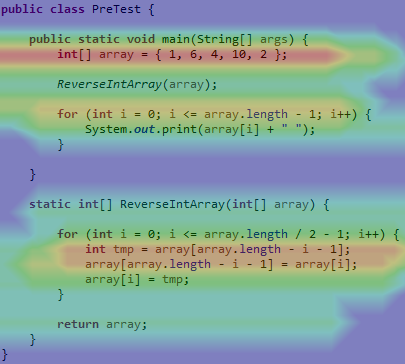 public class PreTest {
public static void main(String[] args) {
int[] array = { 1, 6, 4, 10, 2 };
ReverseIntArray(array);
for (int i = 0; i <= array.length - 1; i++) {
System.out.print(array[i] + " ");
}
}
static int[] ReverseIntArray(int[] array) {
for (int i = 0; i <= array.length / 2 - 1; i++) {
int tmp = array[array.length - i - 1];
array[array.length - i - 1] = array[i];
array[i] = tmp;
}
return array;
}
}